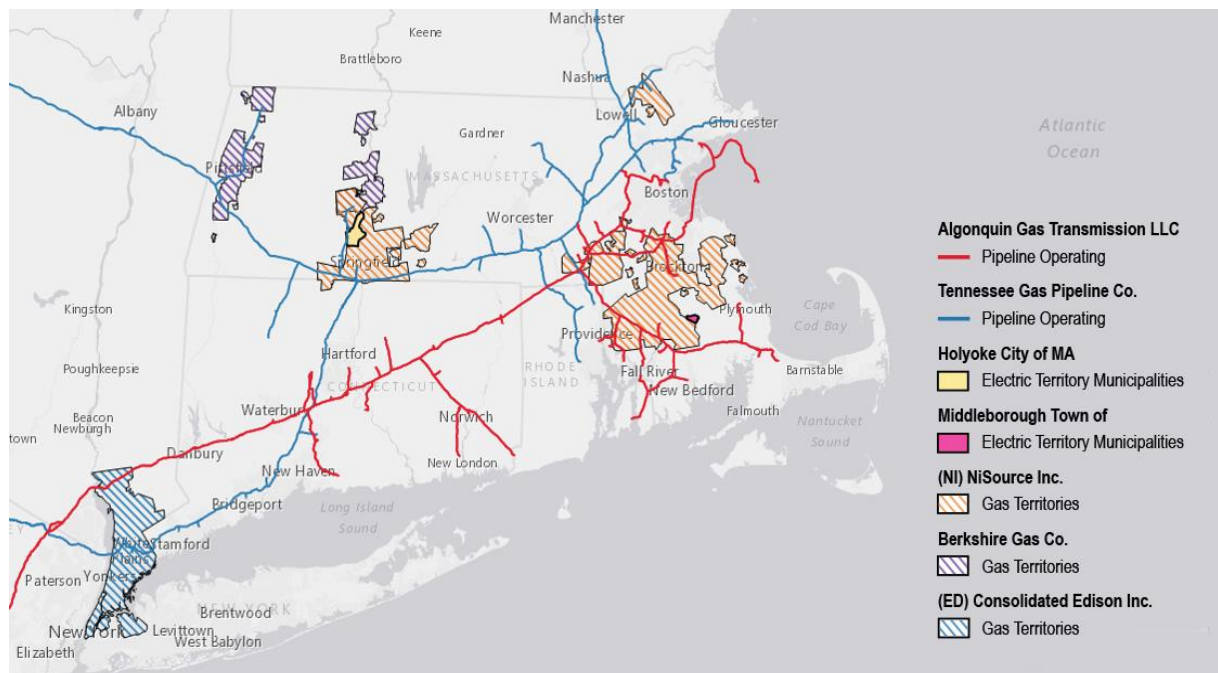 Manchester
Keene
Brattleboro
Nashua
Albany
Lowell
Gloucester
Gardner
Atlantic
Ocean
Pittsfield
MASSACHUSETTS
Boston
Worcester
Springfield
Brockton
Kingston
Plymouth
Cape
Cod Bay
Providence
Hartford
Poughkeepsie
RHODE
ISLAND
Fall River
Barnstable
CONNECTICUT
New Bedford
Beacon
Waterbury
Norwich
Falmouth
Nantucket
Sound
Newburgh
town
Danbury
New London
New Haven
Bridgeport
Long Island
Sound
EY
White
Plains
Stamford
Paterson
Yonkers
NEW YORK
Brentwood
New York
Levittown
West Babylon
Elizabeth
Algonquin Gas Transmission LLC
Pipeline Operating
Tennessee Gas Pipeline Co.
Pipeline Operating
Holyoke City of MA
Electric Territory Municipalities
Middleborough Town of
Electric Territory Municipalities
(NI) NiSource Inc.
Gas Territories
Berkshire Gas Co.
Gas Territories
(ED) Consolidated Edison Inc.
Gas Territories